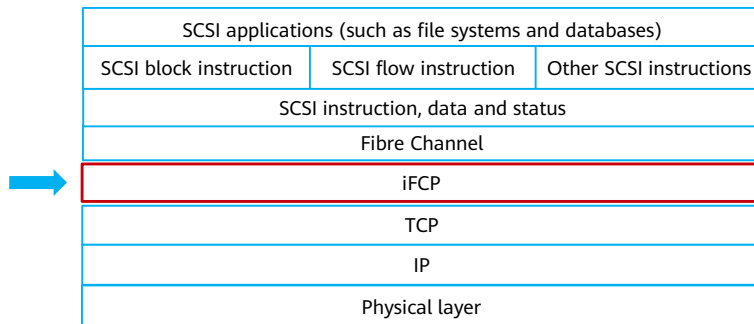 SCSI applications (such as file systems and databases)
SCSI block instruction
SCSI flow instruction
Other SCSI instructions
SCSI instruction, data and status
Fibre Channel
iFCP
TCP
IP
Physical layer